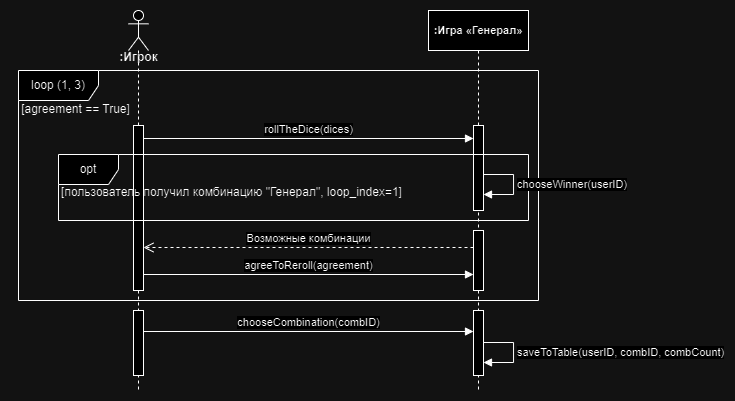 :Игрок
:Игра «Генерал»
loop (1, 3)
[agreement == True]
rollTheDice(dices)
opt
[пользователь получил комбинацию "Генерал", loop_index=1]
chooseWinner(userID)
Возможные комбинации
agreeToReroll(agreement)
chooseCombination(combID)
saveToTable(userID, combID, combCount)